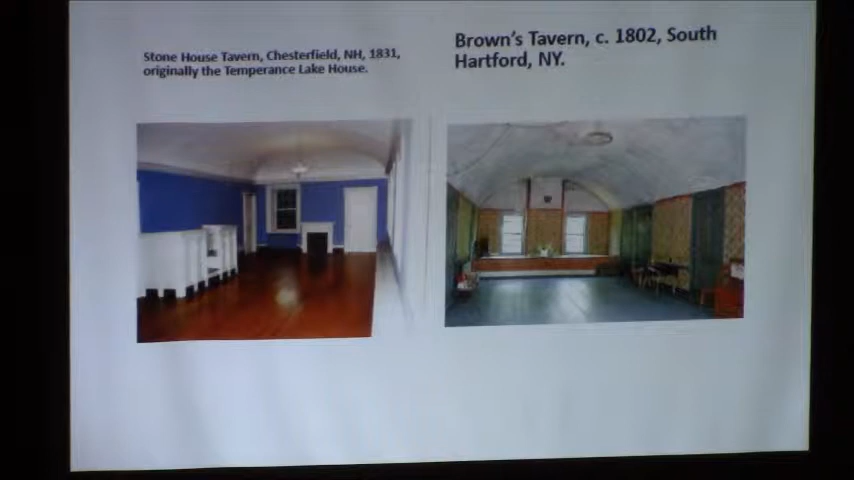 Stone House Tavern, Chesterfield, NH, 1831,
originally the Temperance Lake House.
Brown's Tavern, c. 1802, South
Hartford, NY.